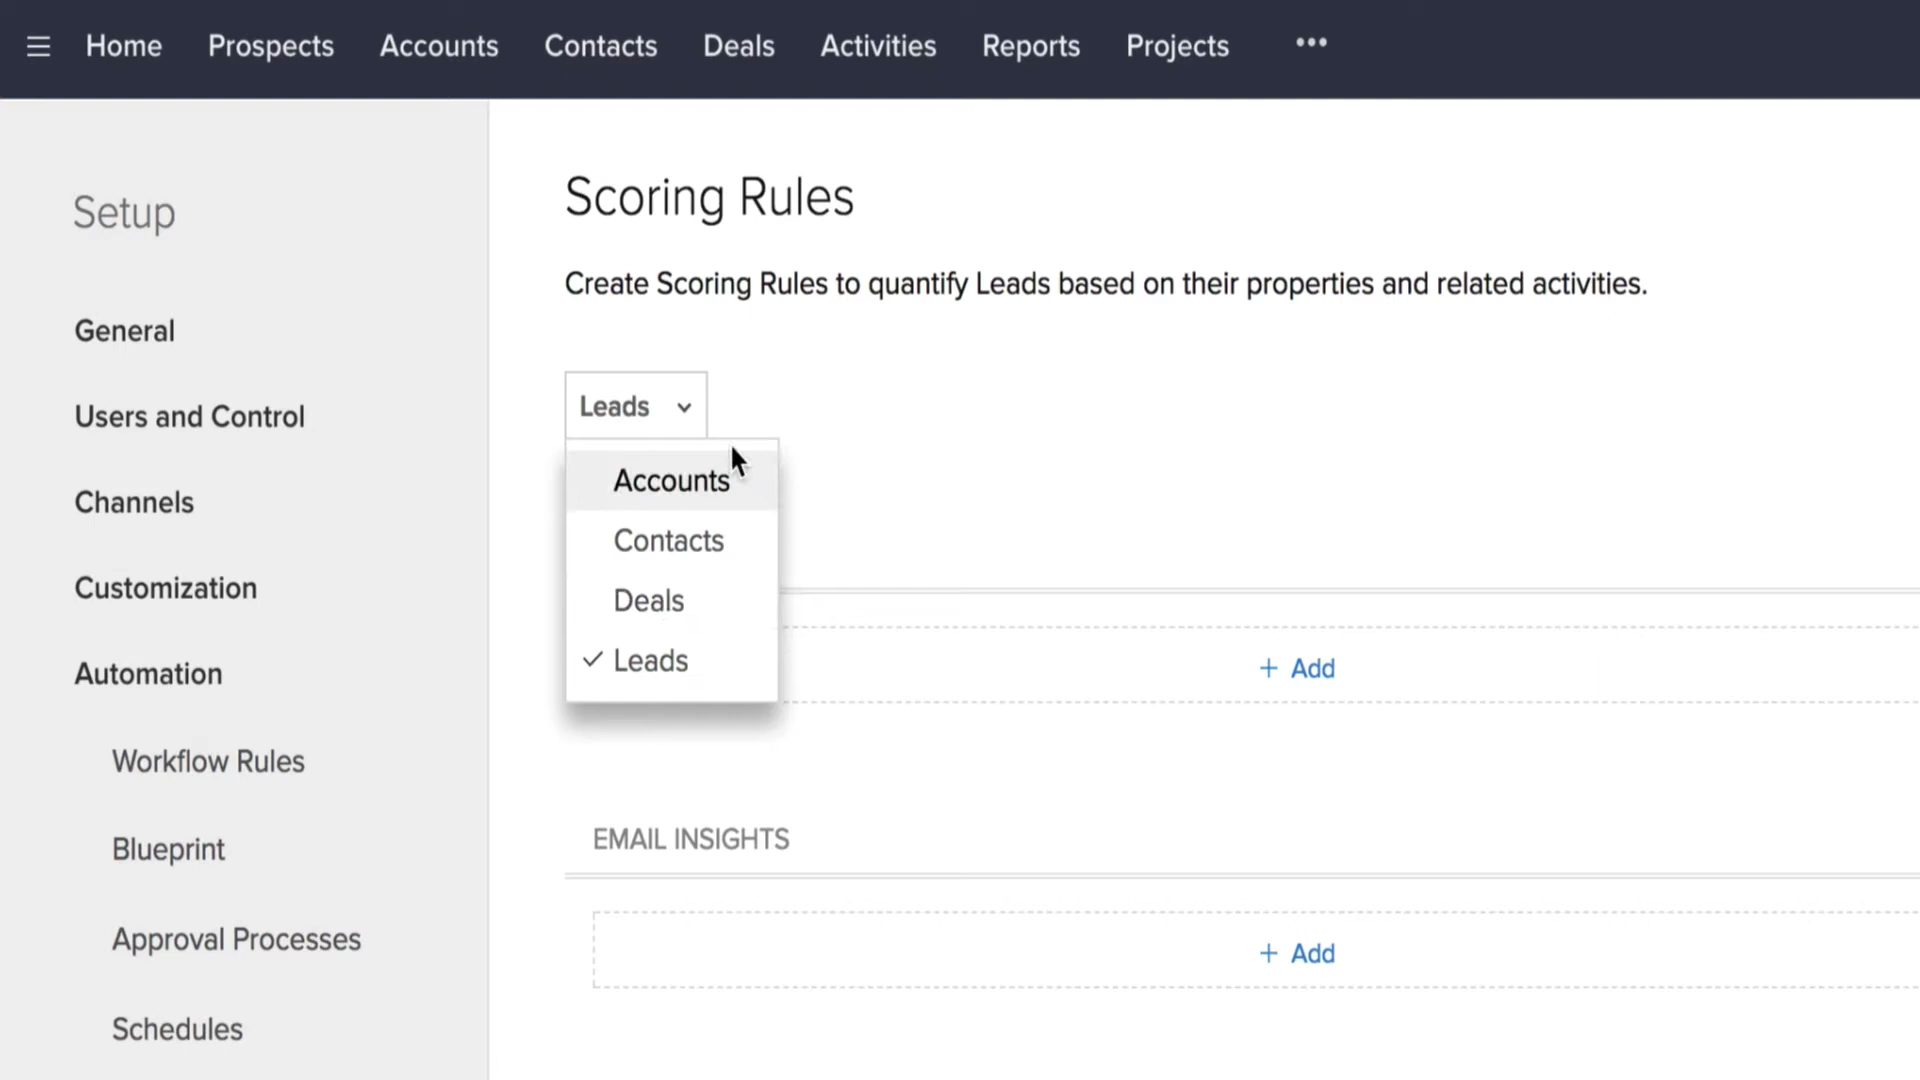 Home Prospects Accounts Contacts Deals Activities Reports Projects •••
Setup
General
Users and Control
Channels
Customization
Automation
Workflow Rules
Blueprint
Approval Processes
Schedules
Scoring Rules
Create Scoring Rules to quantify Leads based on their properties and related activities.
Leads
Accounts
Contacts
Deals
Leads
+ Add
EMAIL INSIGHTS
+ Add